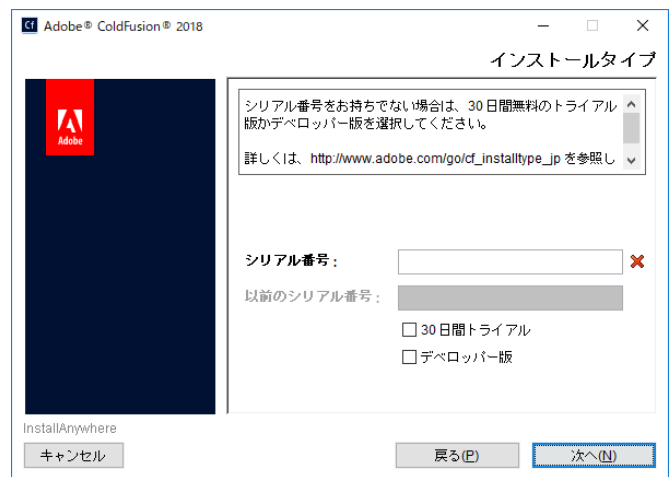 Cf Adobe® ColdFusion® 2018
インストールタイプ
Adobe
シリアル番号をお持ちでない場合は、30 日間無料のトライアル
版かデベロッパー版を選択してください。
詳しくは、http://www.adobe.com/go/cf_installtype_jp を参照し
シリアル番号：
以前のシリアル番号：
30 日間トライアル
デベロッパー版
InstallAnywhere
キャンセル
戻る(P)
次へ(N)